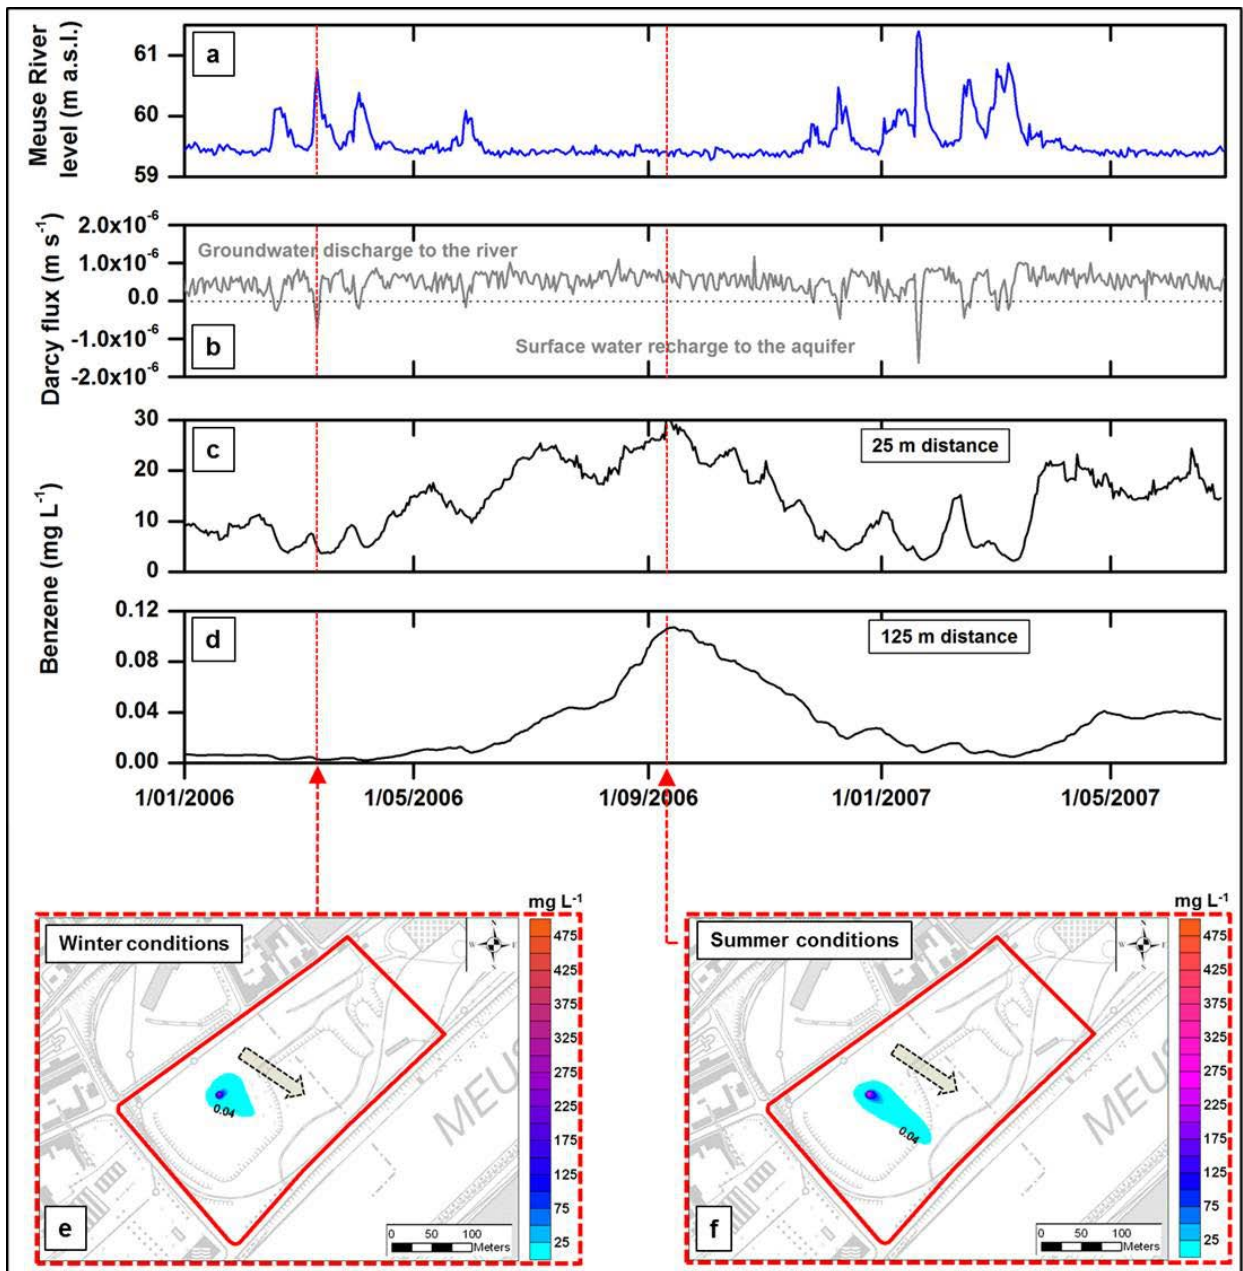 a
Meuse River
level (m a.s.l.)
61
60
59
b
Darcy flux (m s⁻¹)
2.0x10⁻⁶
1.0x10⁻⁶
0.0
-1.0x10⁻⁶
-2.0x10⁻⁶
Groundwater discharge to the river
Surface water recharge to the aquifer
Benzene (mg L⁻¹)
c
30
20
10
0
25 m distance
d
0.12
0.08
0.04
0.00
125 m distance
1/01/2006 1/05/2006 1/09/2006 1/01/2007 1/05/2007
Winter conditions
N
W E
S
mg L⁻¹
475
425
375
325
275
225
175
125
75
25
0.04
MEUS
e
0 50 100
Meters
Summer conditions
N
W E
S
mg L⁻¹
475
425
375
325
275
225
175
125
75
25
0.04
MEUS
f
0 50 100
Meters